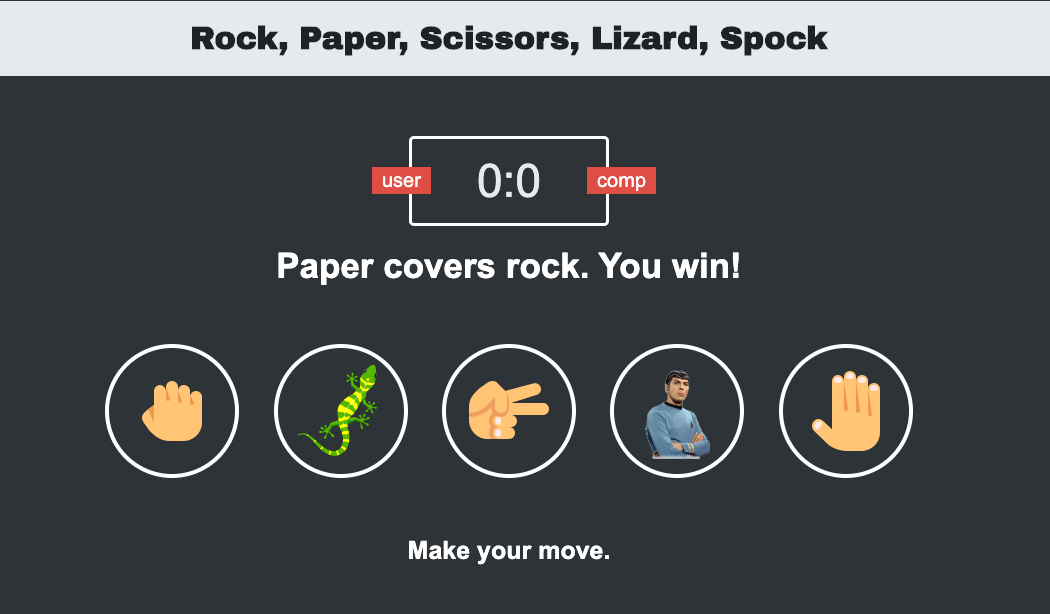 Rock, Paper, Scissors, Lizard, Spock
user 0:0 comp
Paper covers rock. You win!
Make your move.